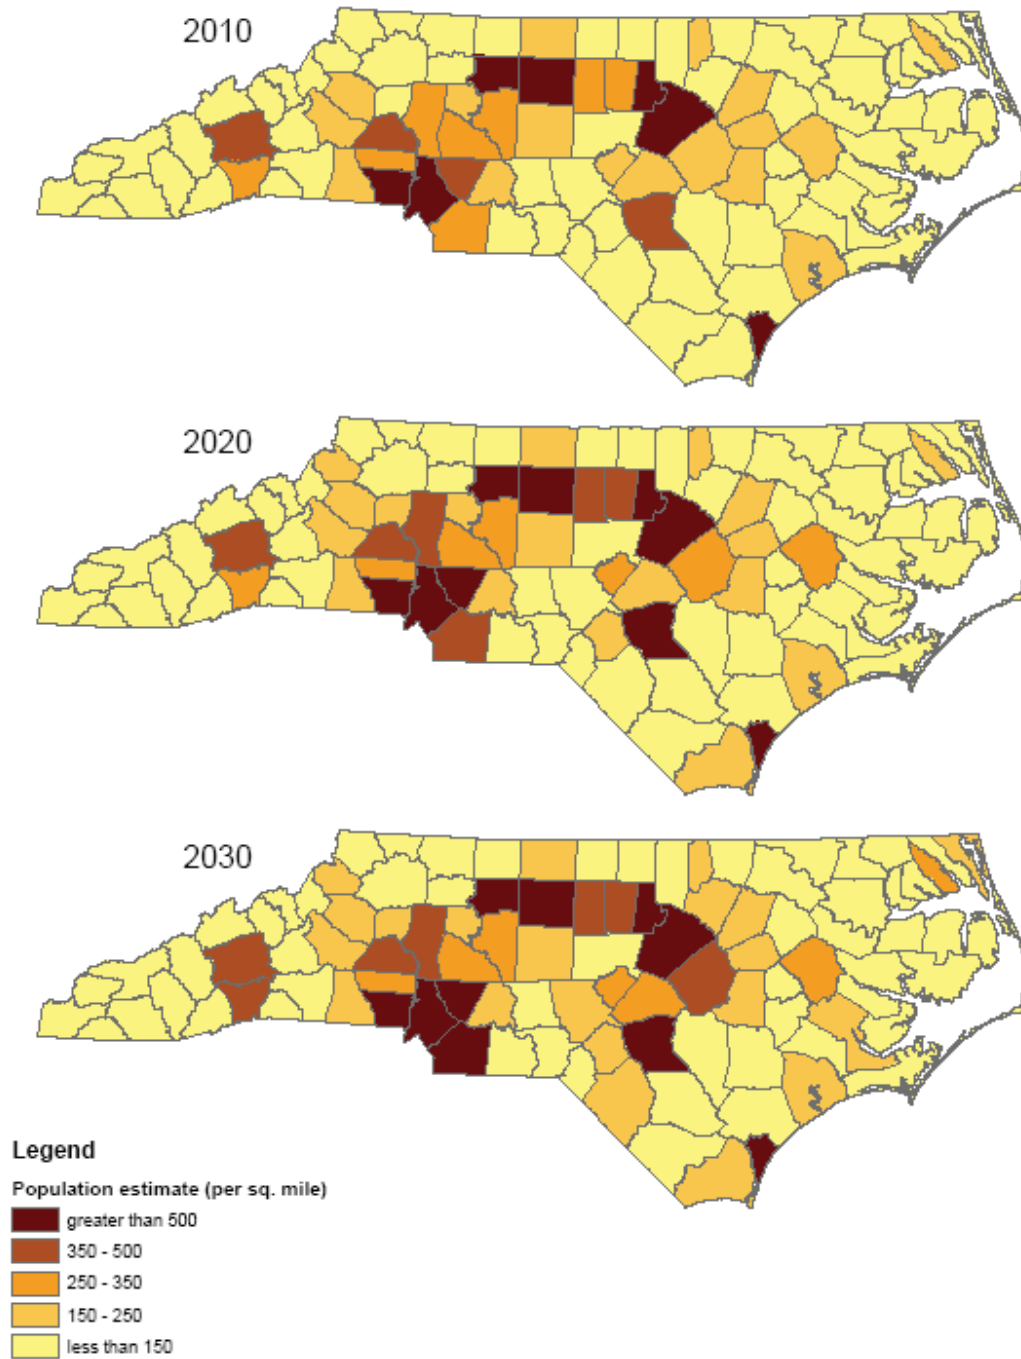 2010
2020
2030
Legend
Population estimate (per sq. mile)
greater than 500
350 - 500
250 - 350
150 - 250
less than 150